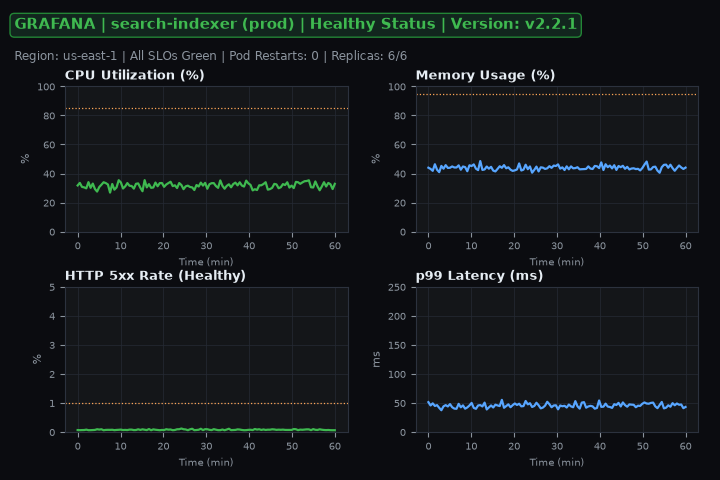 GRAFANA | search-indexer (prod) | Healthy Status | Version: v2.2.1
Region: us-east-1 | All SLOs Green | Pod Restarts: 0 | Replicas: 6/6
CPU Utilization (%)
100
80
60
40
20
0
%
0 10 20 30 40 50 60
Time (min)
Memory Usage (%)
100
80
60
40
20
0
%
0 10 20 30 40 50 60
Time (min)
HTTP 5xx Rate (Healthy)
5
4
3
2
1
0
%
0 10 20 30 40 50 60
Time (min)
p99 Latency (ms)
250
200
150
100
50
0
ms
0 10 20 30 40 50 60
Time (min)